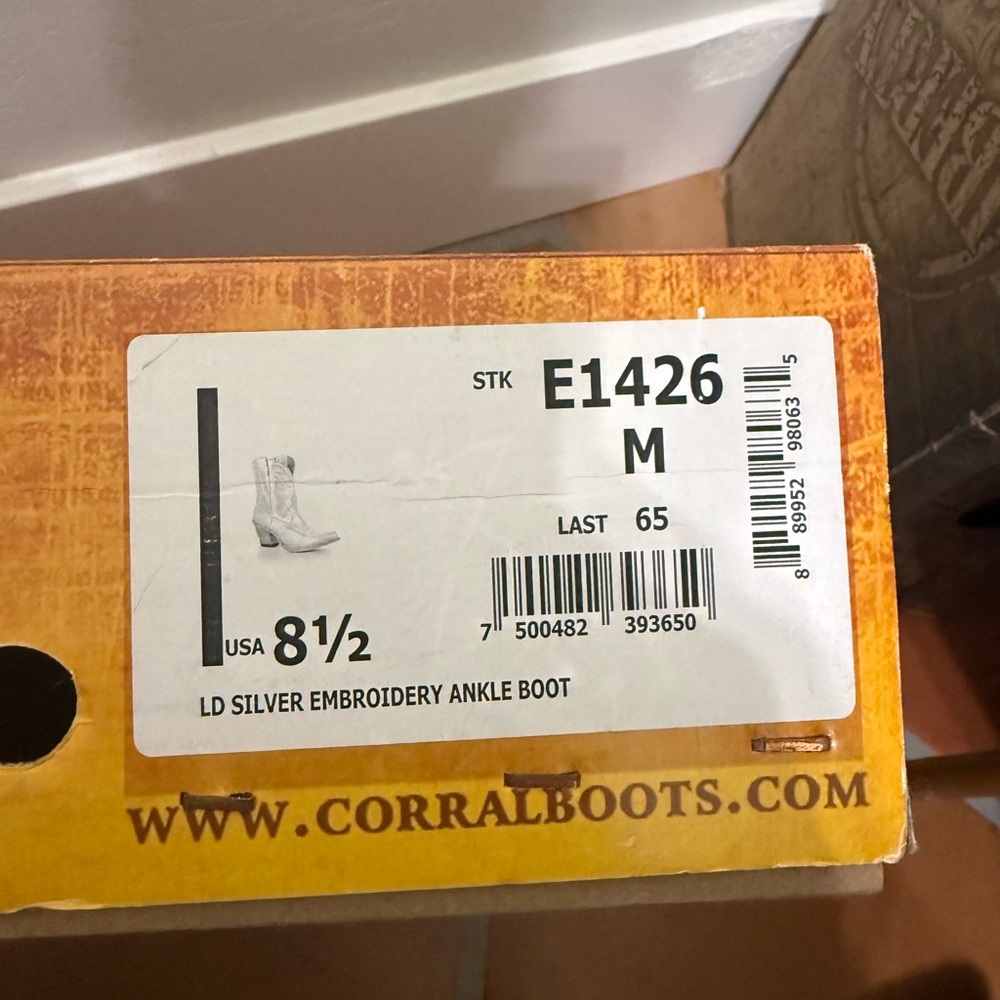 STK E1426
M
LAST 65
7 500482 393650
8 89952 98063 5
USA 8½
LD SILVER EMBROIDERY ANKLE BOOT
WWW.CORRALBOOTS.COM